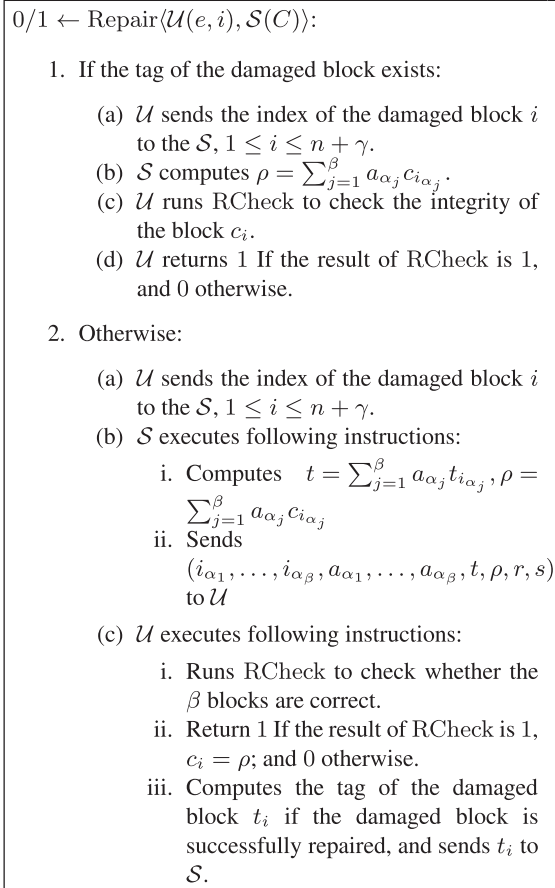 0/1 ← Repair⟨𝒰(e, i), 𝒮(C)⟩:
1. If the tag of the damaged block exists:
(a) 𝒰 sends the index of the damaged block i
to the 𝒮, 1 ≤ i ≤ n + γ.
(b) 𝒮 computes ρ = ∑_{j=1}^{β} a_{α_j} c_{i_{α_j}}.
(c) 𝒰 runs RCheck to check the integrity of
the block c_i.
(d) 𝒰 returns 1 If the result of RCheck is 1,
and 0 otherwise.
2. Otherwise:
(a) 𝒰 sends the index of the damaged block i
to the 𝒮, 1 ≤ i ≤ n + γ.
(b) 𝒮 executes following instructions:
i. Computes t = ∑_{j=1}^{β} a_{α_j} t_{i_{α_j}}, ρ =
∑_{j=1}^{β} a_{α_j} c_{i_{α_j}}
ii. Sends
(i_{α_1}, . . . , i_{α_β}, a_{α_1}, . . . , a_{α_β}, t, ρ, r, s)
to 𝒰
(c) 𝒰 executes following instructions:
i. Runs RCheck to check whether the
β blocks are correct.
ii. Return 1 If the result of RCheck is 1,
c_i = ρ; and 0 otherwise.
iii. Computes the tag of the damaged
block t_i if the damaged block is
successfully repaired, and sends t_i to
𝒮.